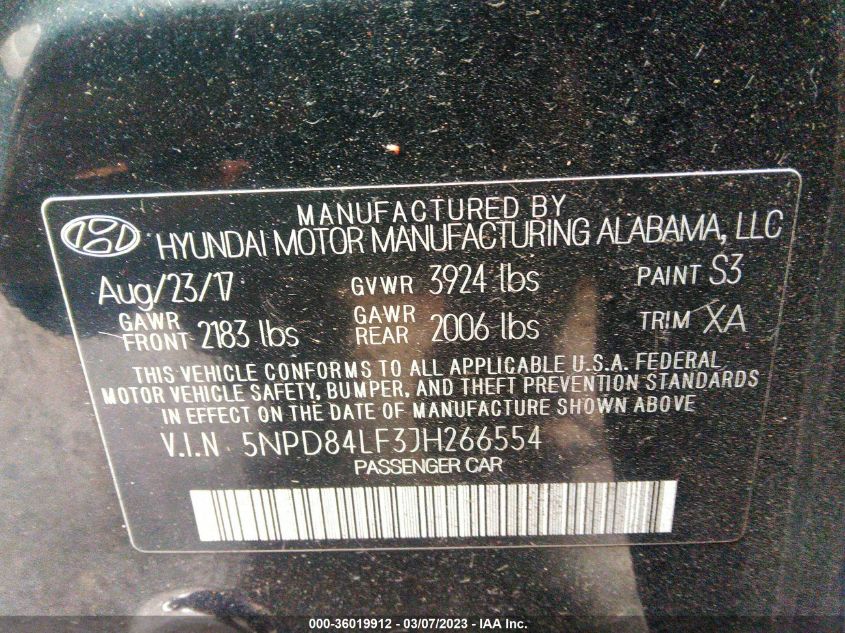 MANUFACTURED BY
HYUNDAI MOTOR MANUFACTURING ALABAMA, LLC
Aug/23/17 GVWR 3924 lbs PAINT S3
GAWR FRONT 2183 lbs GAWR REAR 2006 lbs TRIM XA
THIS VEHICLE CONFORMS TO ALL APPLICABLE U.S.A. FEDERAL
MOTOR VEHICLE SAFETY, BUMPER, AND THEFT PREVENTION STANDARDS
IN EFFECT ON THE DATE OF MANUFACTURE SHOWN ABOVE
V.I.N 5NPD84LF3JH266554
PASSENGER CAR
000-36019912 - 03/07/2023 - IAA Inc.